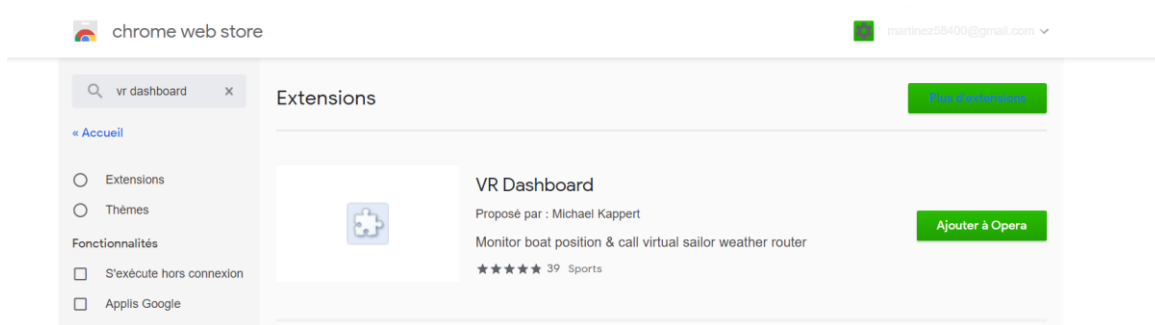 chrome web store
martinez58400@gmail.com
vr dashboard
Extensions
Plus d'extensions
« Accueil
Extensions
Thèmes
Fonctionnalités
S'exécute hors connexion
Applis Google
VR Dashboard
Proposé par : Michael Kappert
Monitor boat position & call virtual sailor weather router
39 Sports
Ajouter à Opera